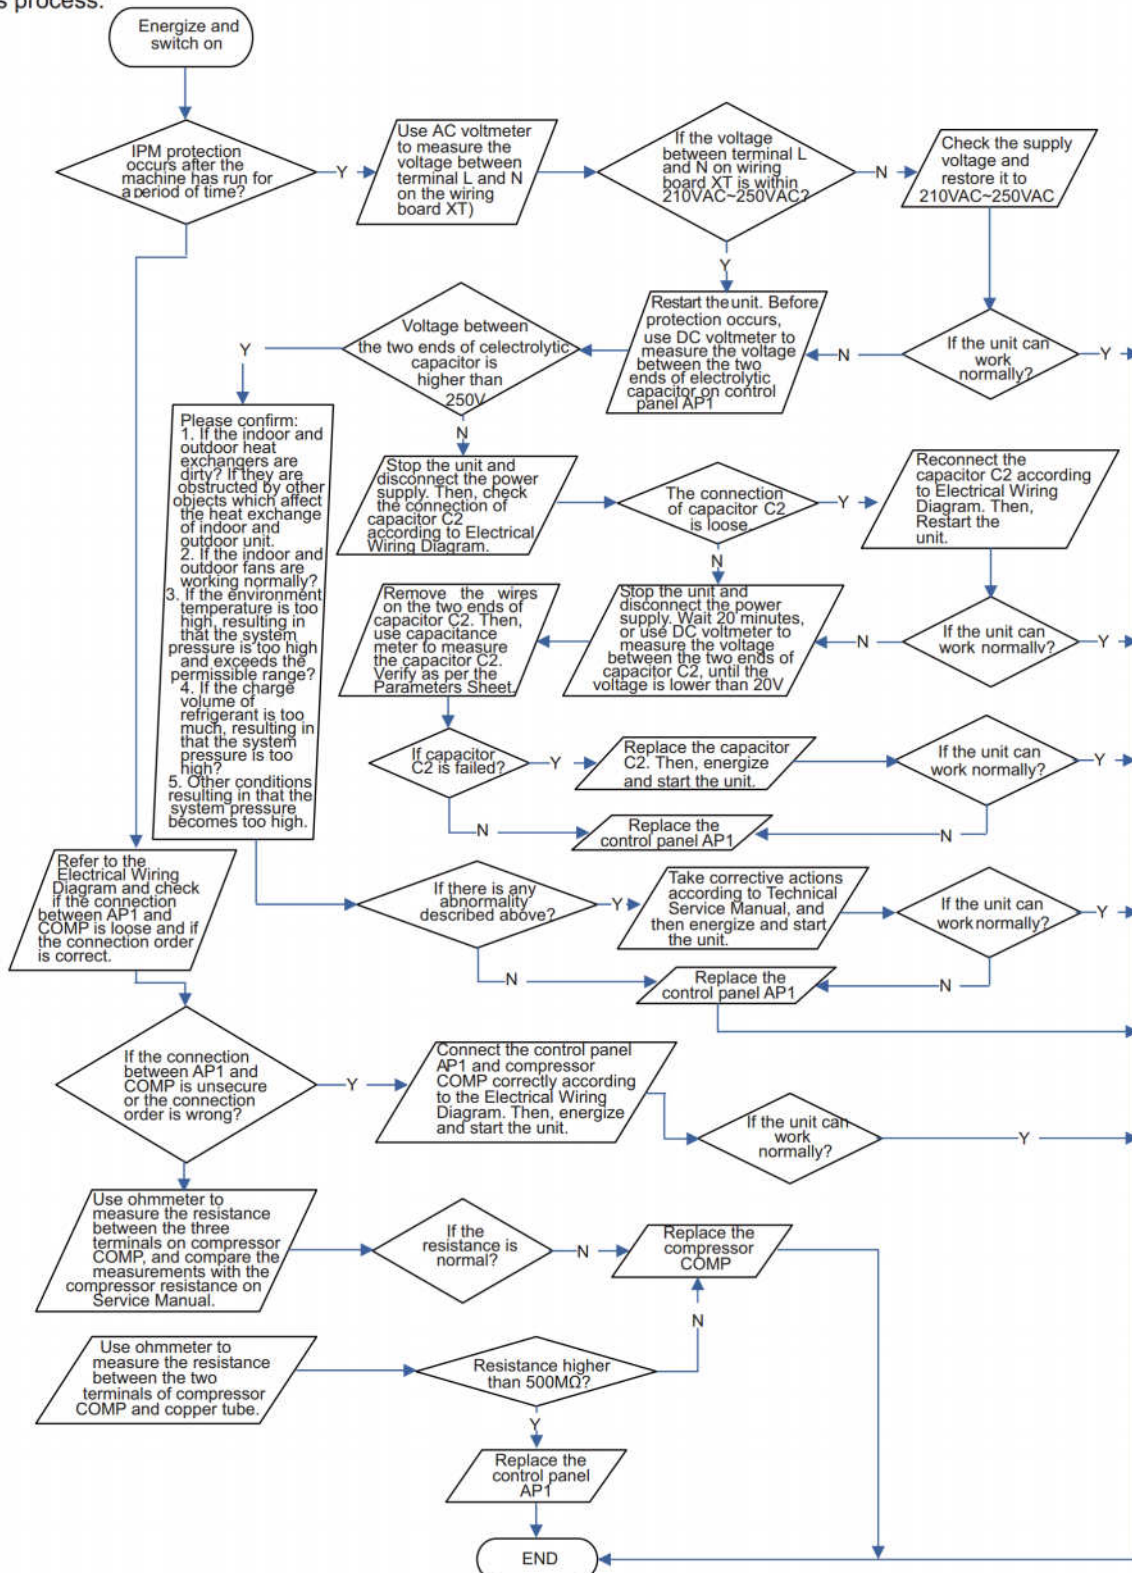 s process.
Energize and
switch on
IPM protection
occurs after the
machine has run for
a period of time?
Y
Use AC voltmeter
to measure the
voltage between
terminal L and N
on the wiring
board XT)
If the voltage
between terminal L
and N on wiring
board XT is within
210VAC~250VAC?
N
Check the supply
voltage and
restore it to
210VAC~250VAC
Y
Y
Voltage between
the two ends of celectrolytic
capacitor is
higher than
250V
Restart the unit. Before
protection occurs,
use DC voltmeter to
measure the voltage
between the two
ends of electrolytic
capacitor on control
panel AP1
N
If the unit can
work
normally?
Y
Please confirm:
1. If the indoor and
outdoor heat
exchangers are
dirty? If they are
obstructed by other
objects which affect
the heat exchange
of indoor and
outdoor unit.
2. If the indoor and
outdoor fans are
working normally?
3. If the environment
temperature is too
high, resulting in
that the system
pressure is too high
and exceeds the
permissible range?
4. If the charge
volume of
refrigerant is too
much, resulting in
that the system
pressure is too
high?
5. Other conditions
resulting in that the
system pressure
becomes too high.
N
Stop the unit and
disconnect the power
supply. Then, check
the connection of
capacitor C2
according to Electrical
Wiring Diagram.
The connection
of capacitor C2
is loose
Y
Reconnect the
capacitor C2 according
to Electrical Wiring
Diagram. Then,
Restart the
unit.
N
Remove the wires
on the two ends of
capacitor C2. Then,
use capacitance
meter to measure
the capacitor C2.
Verify as per the
Parameters Sheet.
Stop the unit and
disconnect the power
supply. Wait 20 minutes,
or use DC voltmeter to
measure the voltage
between the two ends of
capacitor C2, until the
voltage is lower than 20V
N
If the unit can
work normally?
Y
If capacitor
C2 is failed?
Y
Replace the capacitor
C2. Then, energize
and start the unit.
If the unit can
work normally?
Y
N
Replace the
control panel AP1
N
Refer to the
Electrical Wiring
Diagram and check
if the connection
between AP1 and
COMP is loose and if
the connection order
is correct.
If there is any
abnormality
described above?
Y
Take corrective actions
according to Technical
Service Manual, and
then energize and start
the unit.
If the unit can
work normally?
Y
N
Replace the
control panel AP1
N
If the connection
between AP1 and
COMP is unsecure
or the connection
order is wrong?
Y
Connect the control panel
AP1 and compressor
COMP correctly according
to the Electrical Wiring
Diagram. Then, energize
and start the unit.
If the unit can
work
normally?
Y
Use ohmmeter to
measure the resistance
between the three
terminals on compressor
COMP, and compare the
measurements with the
compressor resistance on
Service Manual.
If the
resistance is
normal?
N
Replace the
compressor
COMP
N
Use ohmmeter to
measure the resistance
between the two
terminals of compressor
COMP and copper tube.
Resistance higher
than 500MΩ?
Y
Replace the
control panel
AP1
END